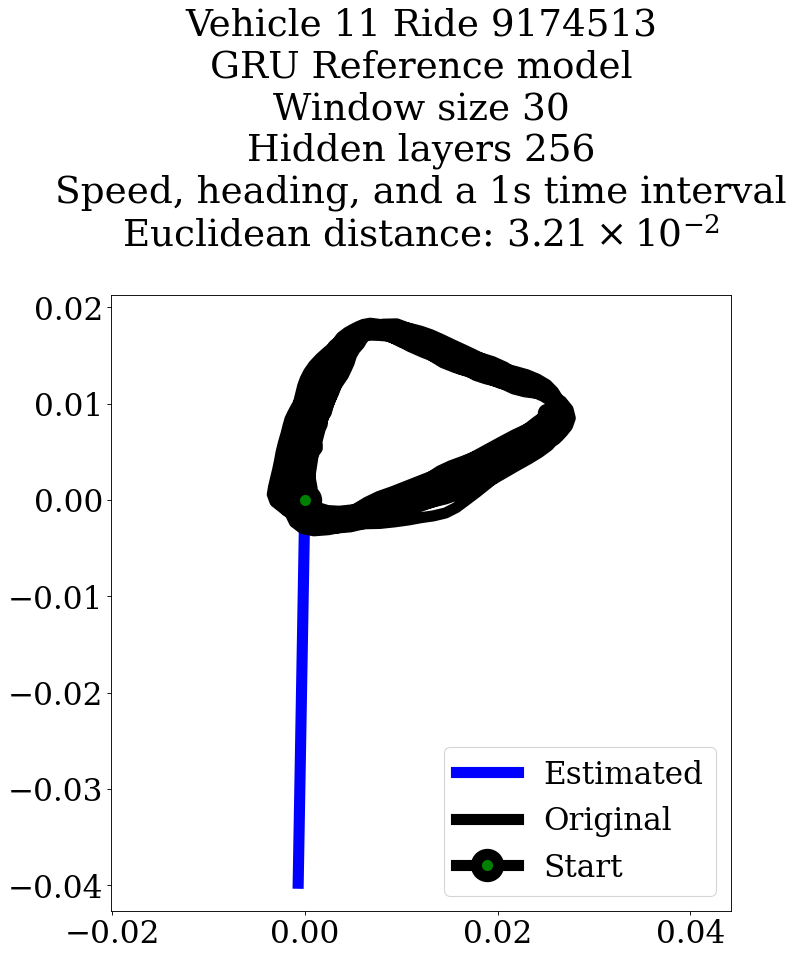 Vehicle 11 Ride 9174513
GRU Reference model
Window size 30
Hidden layers 256
Speed, heading, and a 1s time interval
Euclidean distance: 3.21 × 10⁻²
0.02
0.01
0.00
−0.01
−0.02
−0.03
−0.04
Estimated
Original
Start
−0.02 0.00 0.02 0.04